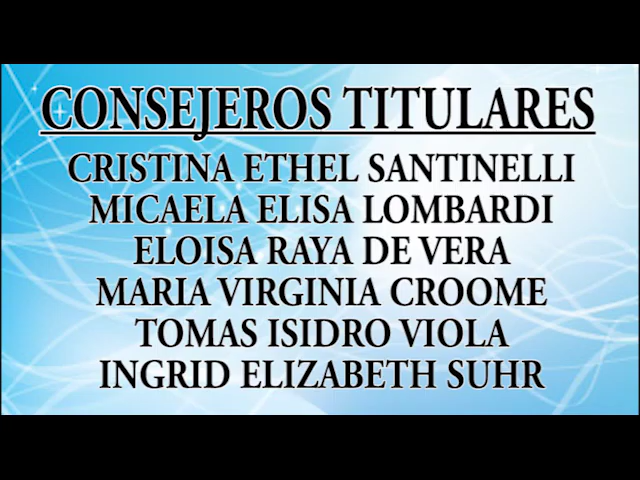 CONSEJEROS TITULARES
CRISTINA ETHEL SANTINELLI
MICAELA ELISA LOMBARDI
ELOISA RAYA DE VERA
MARIA VIRGINIA CROOME
TOMAS ISIDRO VIOLA
INGRID ELIZABETH SUHR